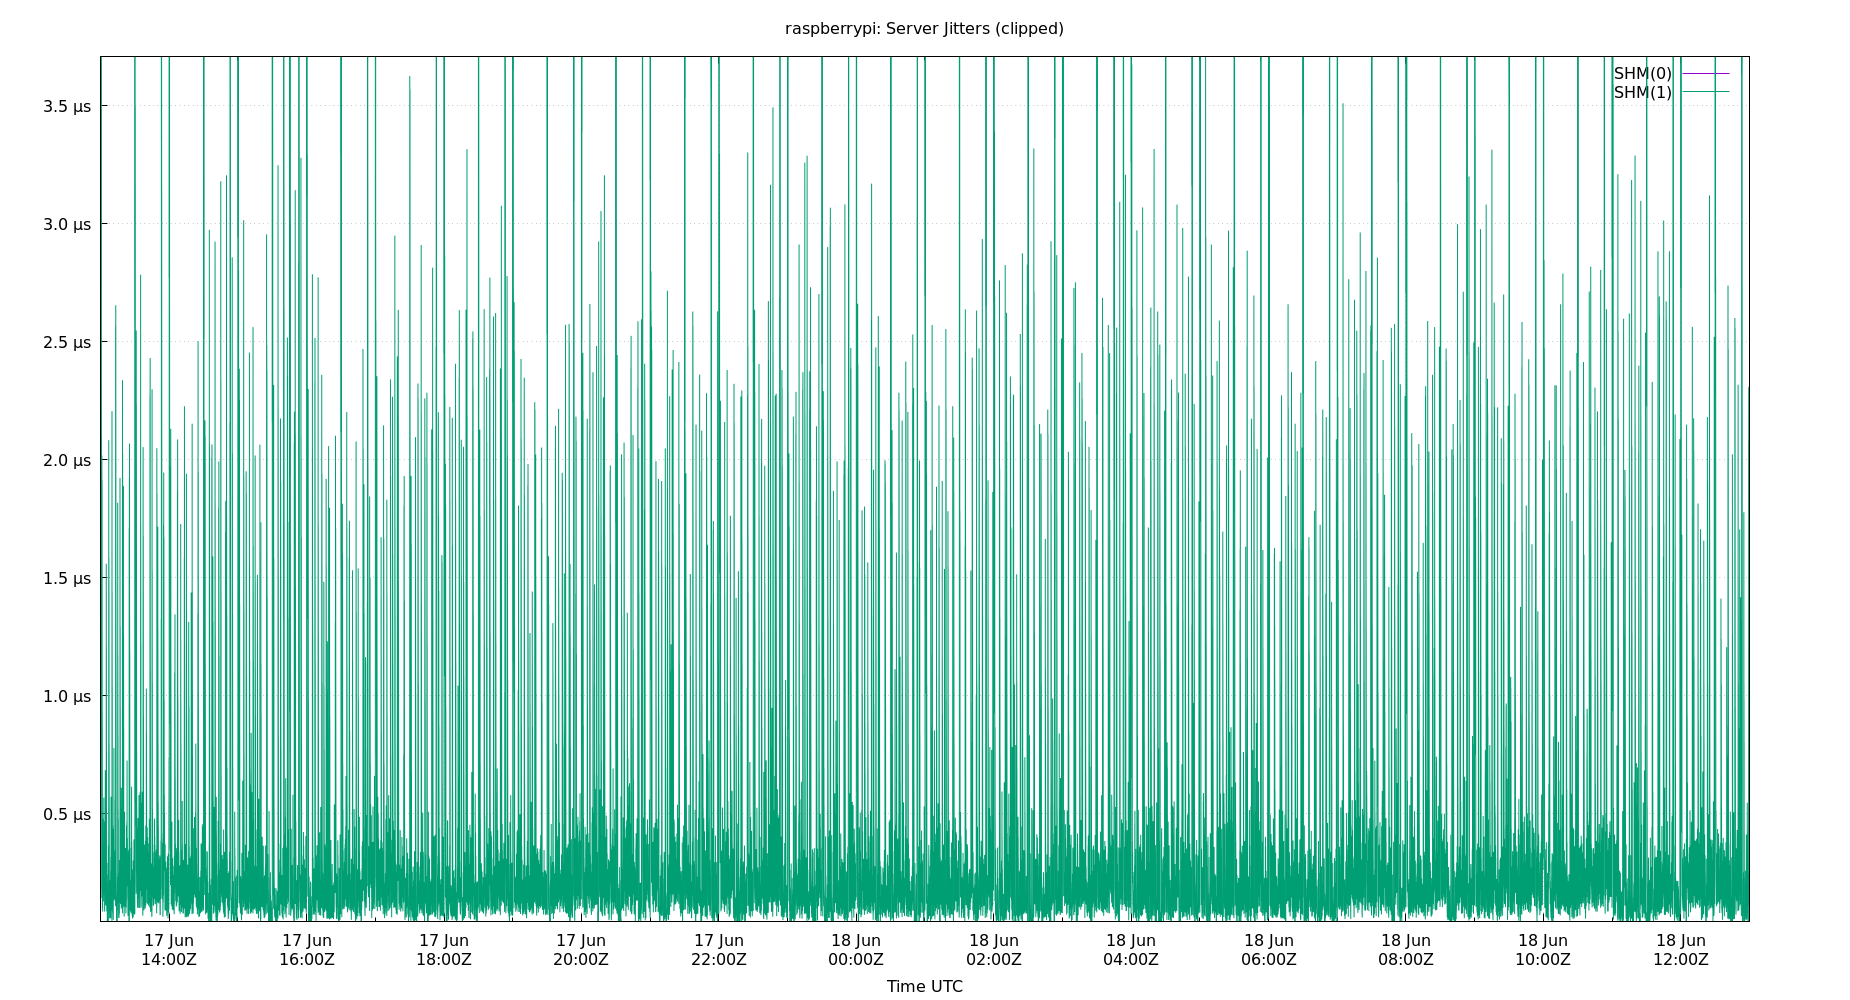 raspberrypi: Server Jitters (clipped)
SHM(0)
SHM(1)
3.5 µs
3.0 µs
2.5 µs
2.0 µs
1.5 µs
1.0 µs
0.5 µs
17 Jun 17 Jun 17 Jun 17 Jun 17 Jun 18 Jun 18 Jun 18 Jun 18 Jun 18 Jun 18 Jun 18 Jun
14:00Z 16:00Z 18:00Z 20:00Z 22:00Z 00:00Z 02:00Z 04:00Z 06:00Z 08:00Z 10:00Z 12:00Z
Time UTC